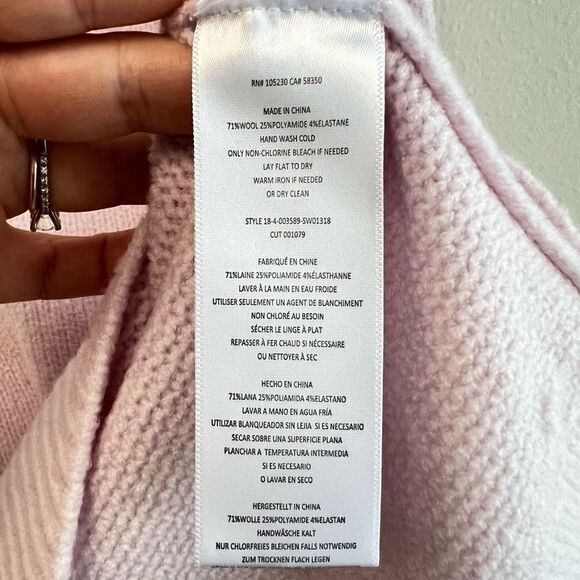 RN# 105230 CA# 58350
MADE IN CHINA
71%WOOL 25%POLYAMIDE 4%ELASTANE
HAND WASH COLD
ONLY NON-CHLORINE BLEACH IF NEEDED
LAY FLAT TO DRY
WARM IRON IF NEEDED
OR DRY CLEAN
STYLE 18-4-003589-SW01318
CUT 001079
FABRIQUÉ EN CHINE
71%LAINE 25%POLIAMIDE 4%ÉLASTHANNE
LAVER À LA MAIN EN EAU FROIDE
UTILISER SEULEMENT UN AGENT DE BLANCHIMENT
NON CHLORÉ AU BESOIN
SÉCHER LE LINGE À PLAT
REPASSER À FER CHAUD SI NÉCESSAIRE
OU NETTOYER À SEC
HECHO EN CHINA
71%LANA 25%POLIAMIDA 4%ELASTANO
LAVAR A MANO EN AGUA FRÍA
UTILIZAR BLANQUEADOR SIN LEJIA SI ES NECESARIO
SECAR SOBRE UNA SUPERFICIE PLANA
PLANCHAR A TEMPERATURA INTERMEDIA
SI ES NECESARIO
O LAVAR EN SECO
HERGESTELLT IN CHINA
71%WOLLE 25%POLYAMIDE 4%ELASTAN
HANDWÄSCHE KALT
NUR CHLORFREIES BLEICHEN FALLS NOTWENDIG
ZUM TROCKNEN FLACH LEGEN